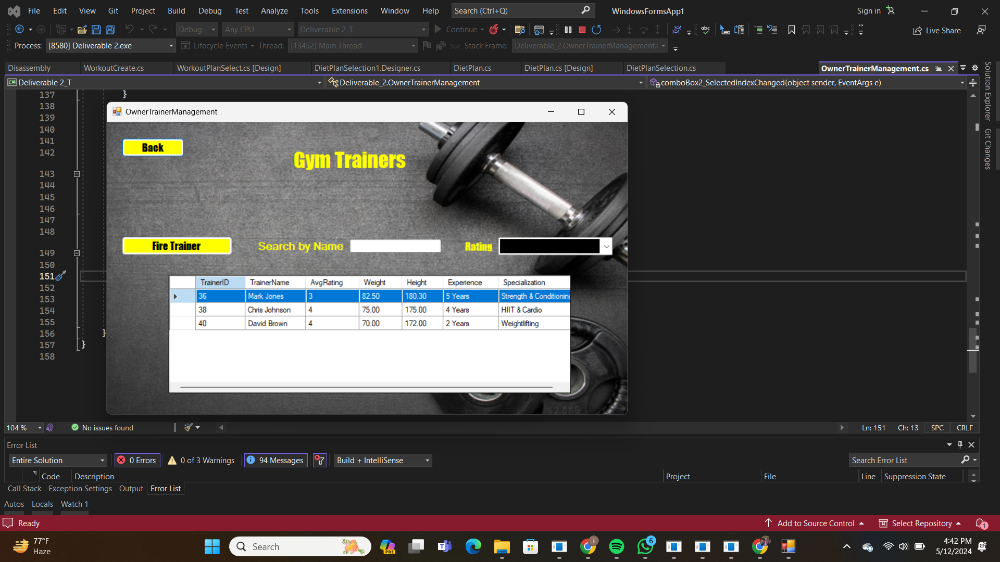 File Edit View Git Project Build Debug Test Analyze Tools Extensions Window Help Search (Ctrl+Q) WindowsFormsApp1 Sign in
Debug Any CPU Deliverable 2_T Continue Live Share
Process: [8580] Deliverable 2.exe Lifecycle Events Thread: [13452] Main Thread Stack Frame: Deliverable_2.OwnerTrainerManagement.
Disassembly WorkoutCreate.cs WorkoutPlanSelect.cs [Design] DietPlanSelection1.Designer.cs DietPlan.cs DietPlan.cs [Design] DietPlanSelection.cs OwnerTrainerManagement.cs
Deliverable 2_T Deliverable_2.OwnerTrainerManagement comboBox2_SelectedIndexChanged(object sender, EventArgs e)
Solution Explorer
Git Changes
137 }
138
139
140
141
142
143
144
145
146
147
148
149
150
151
152
153
154
155
156 }
157 }
158
OwnerTrainerManagement
Back
Gym Trainers
Fire Trainer Search by Name Rating
TrainerID TrainerName AvgRating Weight Height Experience Specialization
36 Mark Jones 3 82.50 180.30 5 Years Strength & Conditioning
38 Chris Johnson 4 75.00 175.00 4 Years HIIT & Cardio
40 David Brown 4 70.00 172.00 2 Years Weightlifting
2.5KG
104 % No issues found Ln: 151 Ch: 13 SPC CRLF
Error List
Entire Solution 0 Errors 0 of 3 Warnings 94 Messages Build + IntelliSense Search Error List
Code Description Project File Line Suppression State
Call Stack Exception Settings Output Error List
Autos Locals Watch 1
Ready Add to Source Control Select Repository 1
77°F
Haze
Search
PRE
6
4:42 PM
5/12/2024